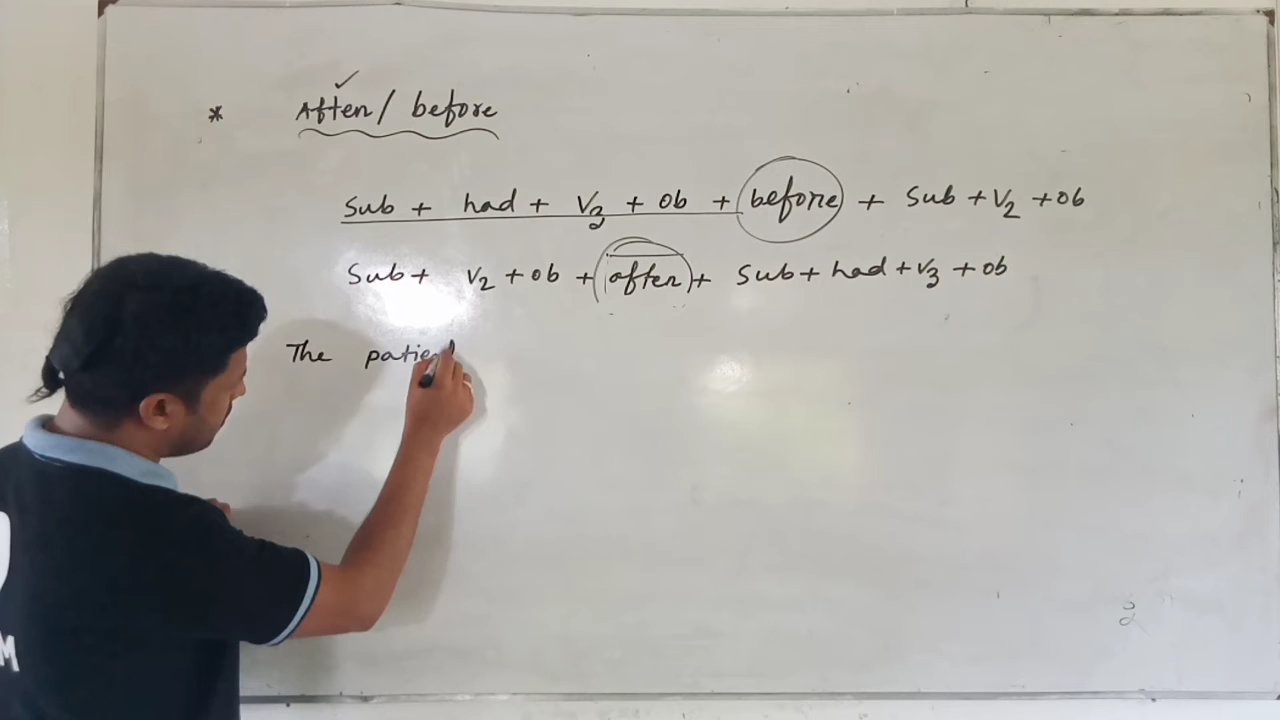 * After/ before
Sub + had + V3 + Ob + before + Sub + V2 + Ob
Sub + V2 + Ob + after + Sub + had + V3 + Ob
The patient
M